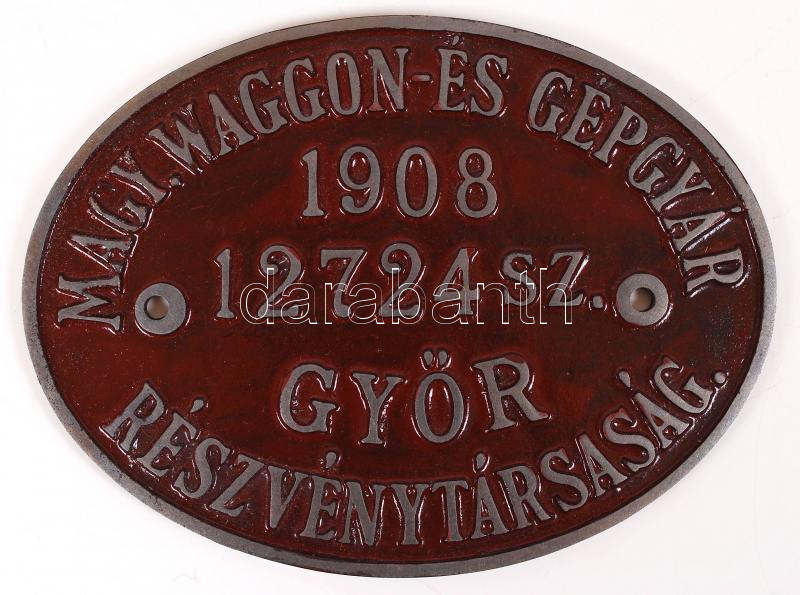 MAGY. WAGGON-ÉS GÉPGYÁR
1908
12724 SZ.
darabanth
GYŐR
RÉSZVÉNYTÁRSASÁG.